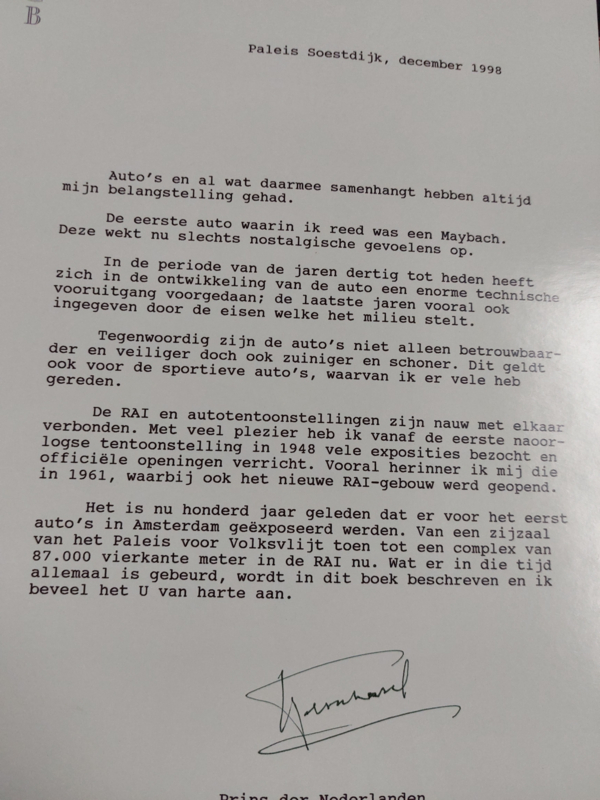 B
Paleis Soestdijk, december 1998
Auto's en al wat daarmee samenhangt hebben altijd
mijn belangstelling gehad.
De eerste auto waarin ik reed was een Maybach.
Deze wekt nu slechts nostalgische gevoelens op.
In de periode van de jaren dertig tot heden heeft
zich in de ontwikkeling van de auto een enorme technische
vooruitgang voorgedaan; de laatste jaren vooral ook
ingegeven door de eisen welke het milieu stelt.
Tegenwoordig zijn de auto's niet alleen betrouwbaar-
der en veiliger doch ook zuiniger en schoner. Dit geldt
ook voor de sportieve auto's, waarvan ik er vele heb
gereden.
De RAI en autotentoonstellingen zijn nauw met elkaar
verbonden. Met veel plezier heb ik vanaf de eerste naoor-
logse tentoonstelling in 1948 vele exposities bezocht en
officiële openingen verricht. Vooral herinner ik mij die
in 1961, waarbij ook het nieuwe RAI-gebouw werd geopend.
Het is nu honderd jaar geleden dat er voor het eerst
auto's in Amsterdam geëxposeerd werden. Van een zijzaal
van het Paleis voor Volksvlijt toen tot een complex van
87.000 vierkante meter in de RAI nu. Wat er in die tijd
allemaal is gebeurd, wordt in dit boek beschreven en ik
beveel het U van harte aan.
Bernhard
Prins der Nederlanden